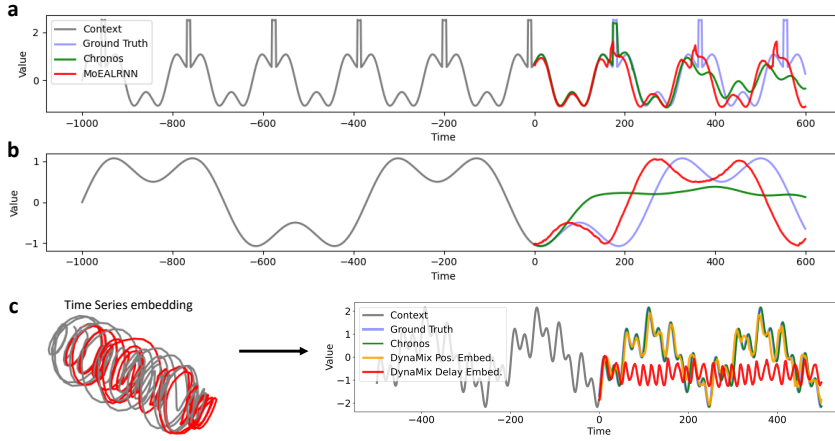 a
Value
2
0
Context
Ground Truth
Chronos
MoEALRNN
−1000 −800 −600 −400 −200 0 200 400 600
Time
b
Value
1
0
−1
−1000 −800 −600 −400 −200 0 200 400 600
Time
c
Time Series embedding
Value
2
1
0
−1
−2
Context
Ground Truth
Chronos
DynaMix Pos. Embed.
DynaMix Delay Embed.
−400 −200 0 200 400
Time